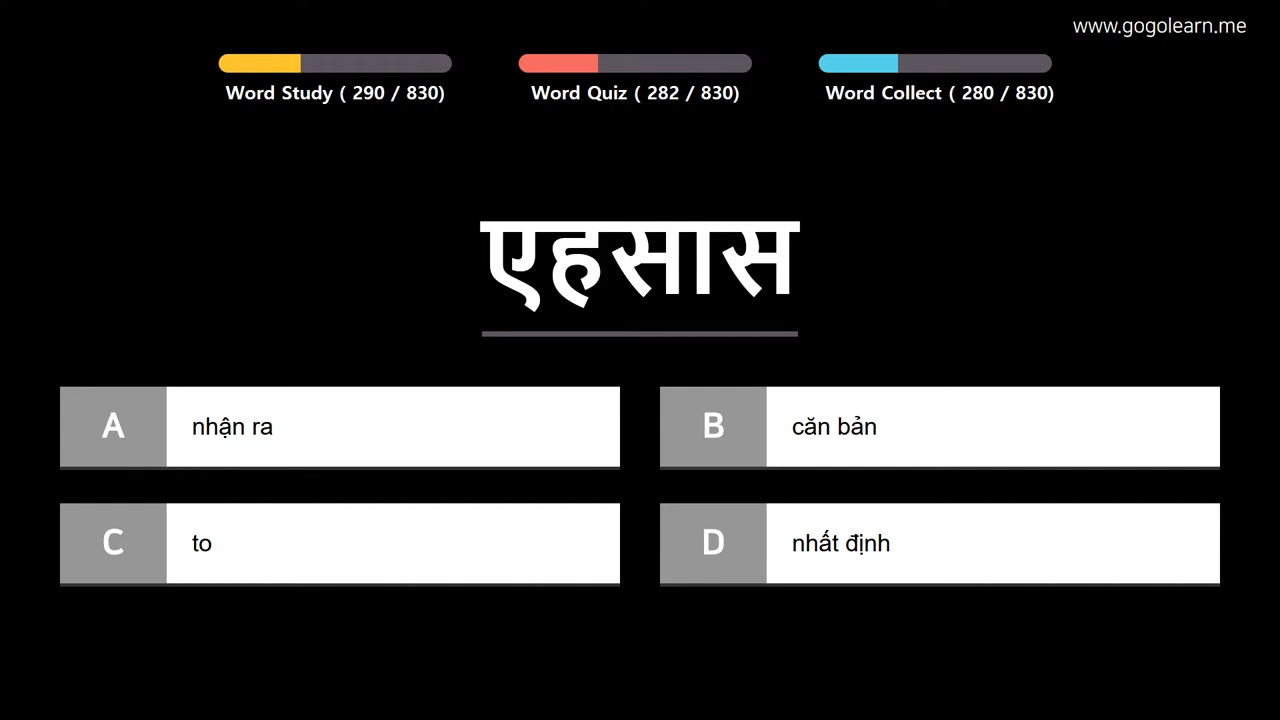 www.gogolearn.me
Word Study ( 290 / 830)
Word Quiz ( 282 / 830)
Word Collect ( 280 / 830)
एहसास
A
nhận ra
B
căn bản
C
to
D
nhất định